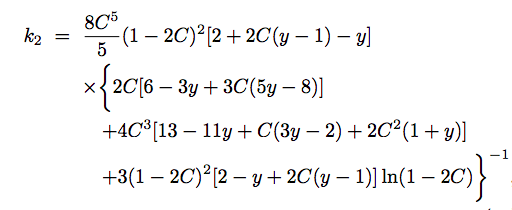 k₂ = 8C⁵/5 (1 − 2C)²[2 + 2C(y − 1) − y]
×{2C[6 − 3y + 3C(5y − 8)]
+4C³[13 − 11y + C(3y − 2) + 2C²(1 + y)]
+3(1 − 2C)²[2 − y + 2C(y − 1)] ln(1 − 2C)}⁻¹